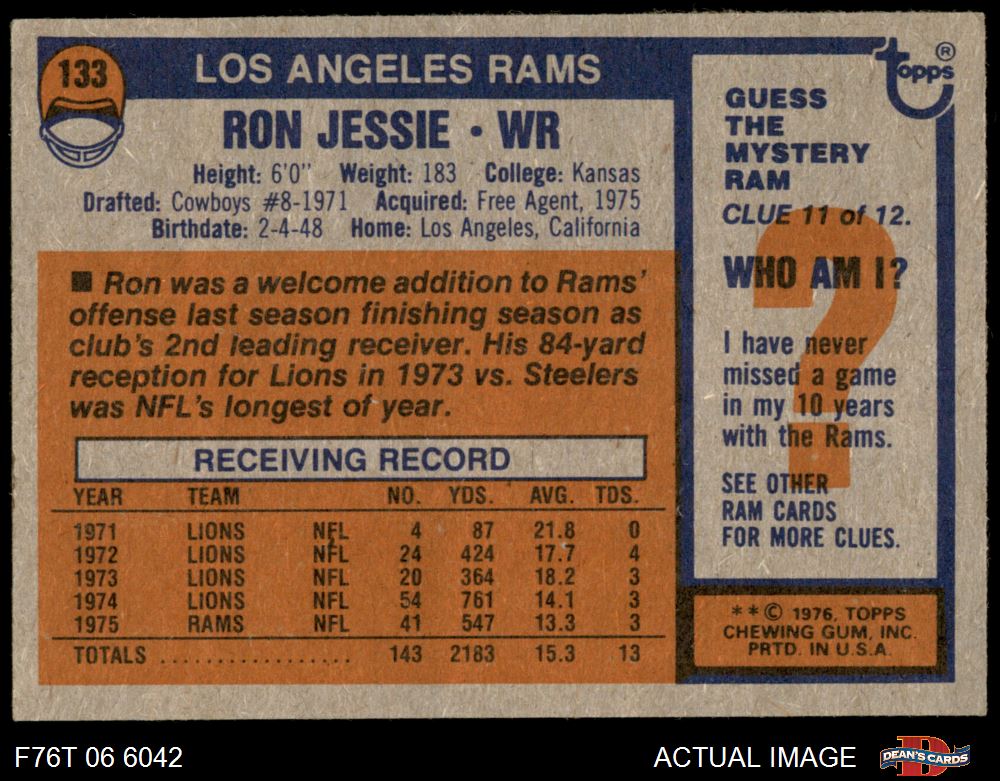 133
LOS ANGELES RAMS
RON JESSIE • WR
Height: 6'0" Weight: 183 College: Kansas
Drafted: Cowboys #8-1971 Acquired: Free Agent, 1975
Birthdate: 2-4-48 Home: Los Angeles, California
■ Ron was a welcome addition to Rams'
offense last season finishing season as
club's 2nd leading receiver. His 84-yard
reception for Lions in 1973 vs. Steelers
was NFL's longest of year.
RECEIVING RECORD
YEAR TEAM NO. YDS. AVG. TDS.
1971 LIONS NFL 4 87 21.8 0
1972 LIONS NFL 24 424 17.7 4
1973 LIONS NFL 20 364 18.2 3
1974 LIONS NFL 54 761 14.1 3
1975 RAMS NFL 41 547 13.3 3
TOTALS .................. 143 2183 15.3 13
topps®
GUESS
THE
MYSTERY
RAM
CLUE 11 of 12.
WHO AM I?
?
I have never
missed a game
in my 10 years
with the Rams.
SEE OTHER
RAM CARDS
FOR MORE CLUES.
**© 1976, TOPPS
CHEWING GUM, INC.
PRTD. IN U.S.A.
F76T 06 6042
ACTUAL IMAGE
D
DEAN'S CARDS